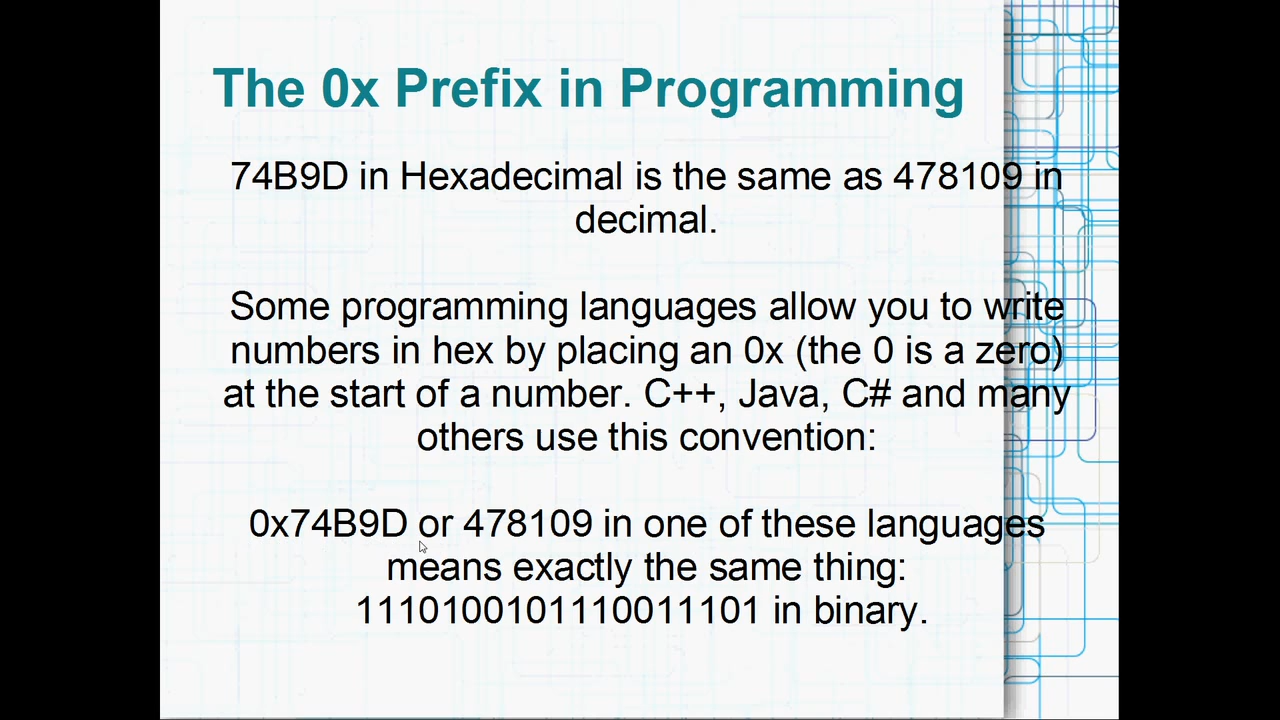 The 0x Prefix in Programming
74B9D in Hexadecimal is the same as 478109 in
decimal.
Some programming languages allow you to write
numbers in hex by placing an 0x (the 0 is a zero)
at the start of a number. C++, Java, C# and many
others use this convention:
0x74B9D or 478109 in one of these languages
means exactly the same thing:
1110100101110011101 in binary.